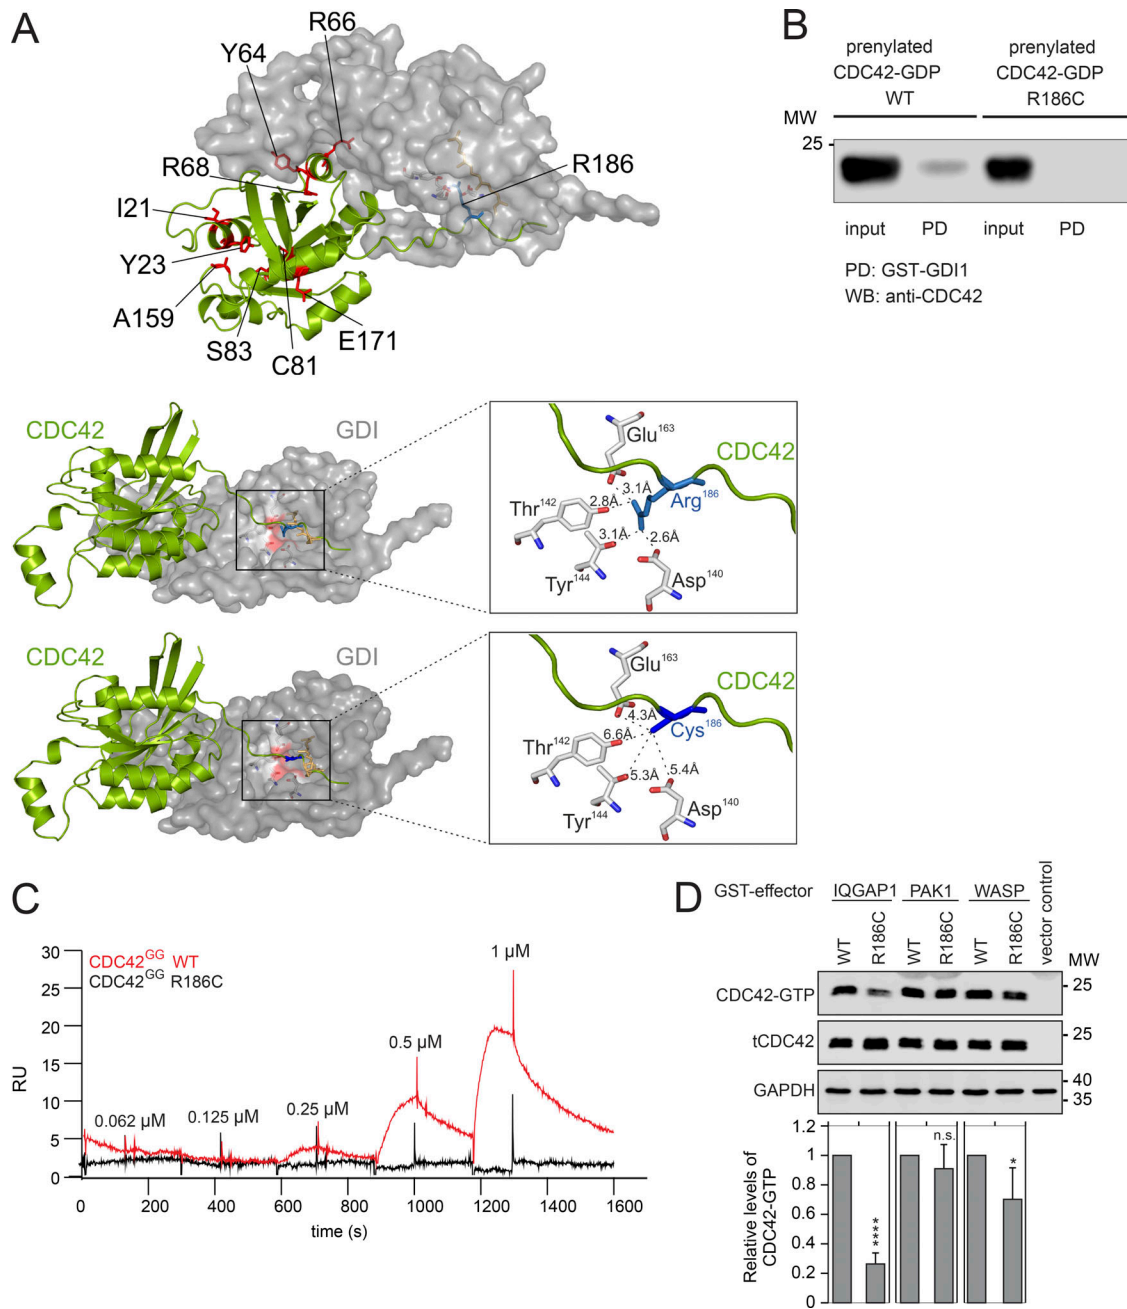 A
R66
Y64
R68
R186
I21
Y23
A159
S83
C81
E171
B
prenylated CDC42-GDP WT
prenylated CDC42-GDP R186C
MW
25
input PD input PD
PD: GST-GDI1
WB: anti-CDC42
CDC42 GDI
Glu163
CDC42
3.1Å
Arg186
Thr142
2.8Å
3.1Å 2.6Å
Tyr144
Asp140
CDC42 GDI
Glu163
CDC42
4.3Å
Cys186
Thr142
6.6Å
5.3Å 5.4Å
Tyr144
Asp140
C
CDC42GG WT
CDC42GG R186C
RU
30
25
20
15
10
5
0
0.062 µM
0.125 µM
0.25 µM
0.5 µM
1 µM
0 200 400 600 800 1000 1200 1400 1600
time (s)
D
GST-effector IQGAP1 PAK1 WASP vector control
WT R186C WT R186C WT R186C
MW
CDC42-GTP 25
tCDC42 25
GAPDH 40
35
Relative levels of
CDC42-GTP
1.2
1
0.8
0.6
0.4
0.2
0
****
n.s.
*